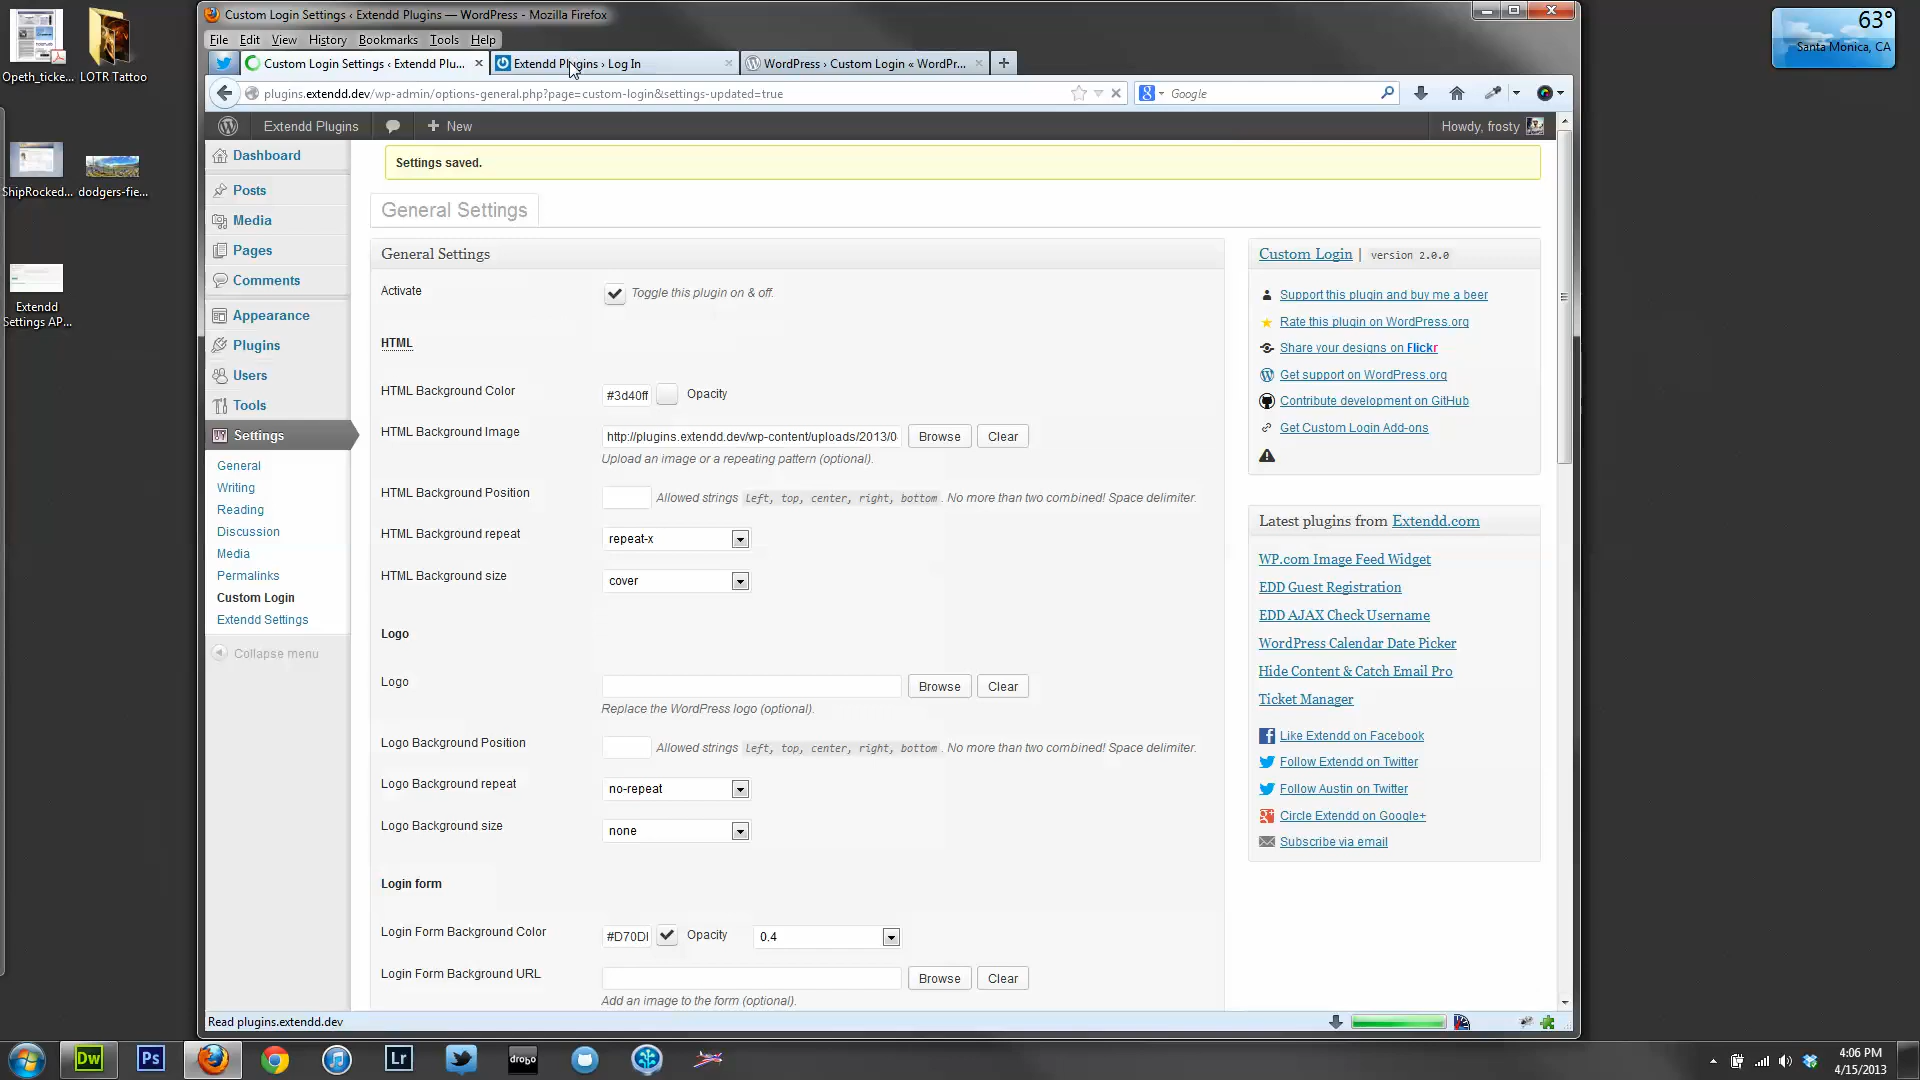 Custom Login Settings ‹ Extendd Plugins — WordPress - Mozilla Firefox
File Edit View History Bookmarks Tools Help
Custom Login Settings ‹ Extendd Plu...
Extendd Plugins › Log In
WordPress › Custom Login « WordPr...
plugins.extendd.dev/wp-admin/options-general.php?page=custom-login&settings-updated=true
Google
Extendd Plugins
New
Howdy, frosty
Dashboard
Posts
Media
Pages
Comments
Appearance
Plugins
Users
Tools
Settings
General
Writing
Reading
Discussion
Media
Permalinks
Custom Login
Extendd Settings
Collapse menu
Settings saved.
General Settings
General Settings
Activate
Toggle this plugin on & off.
HTML
HTML Background Color
#3d40ff
Opacity
HTML Background Image
http://plugins.extendd.dev/wp-content/uploads/2013/0
Browse
Clear
Upload an image or a repeating pattern (optional).
HTML Background Position
Allowed strings left, top, center, right, bottom. No more than two combined! Space delimiter.
HTML Background repeat
repeat-x
HTML Background size
cover
Logo
Logo
Browse
Clear
Replace the WordPress logo (optional).
Logo Background Position
Allowed strings left, top, center, right, bottom. No more than two combined! Space delimiter.
Logo Background repeat
no-repeat
Logo Background size
none
Login form
Login Form Background Color
Opacity
0.4
Login Form Background URL
Browse
Clear
Add an image to the form (optional).
Custom Login | version 2.0.0
Support this plugin and buy me a beer
Rate this plugin on WordPress.org
Share your designs on Flickr
Get support on WordPress.org
Contribute development on GitHub
Get Custom Login Add-ons
Latest plugins from Extendd.com
WP.com Image Feed Widget
EDD Guest Registration
EDD AJAX Check Username
WordPress Calendar Date Picker
Hide Content & Catch Email Pro
Ticket Manager
Like Extendd on Facebook
Follow Extendd on Twitter
Follow Austin on Twitter
Circle Extendd on Google+
Subscribe via email
Read plugins.extendd.dev
Opeth_ticke...
LOTR Tattoo
ShipRocked...
dodgers-fie...
Extendd
Settings AP...
63°
Santa Monica, CA
Dw
Ps
Lr
drobo
4:06 PM
4/15/2013